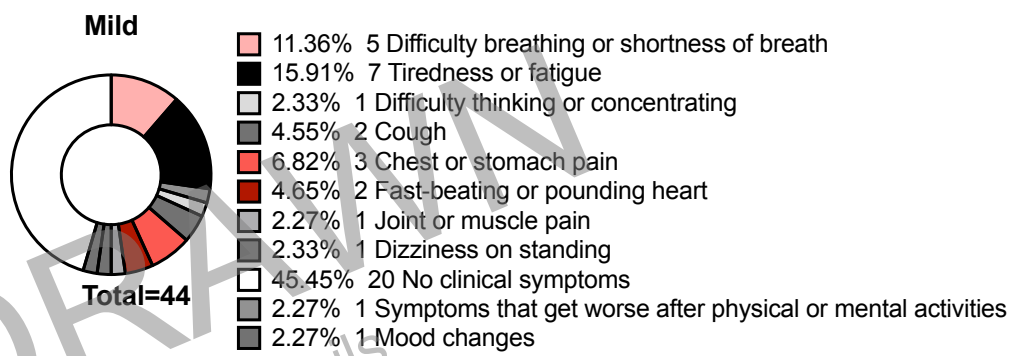 Mild
11.36% 5 Difficulty breathing or shortness of breath
15.91% 7 Tiredness or fatigue
2.33% 1 Difficulty thinking or concentrating
4.55% 2 Cough
6.82% 3 Chest or stomach pain
4.65% 2 Fast-beating or pounding heart
2.27% 1 Joint or muscle pain
2.33% 1 Dizziness on standing
45.45% 20 No clinical symptoms
2.27% 1 Symptoms that get worse after physical or mental activities
2.27% 1 Mood changes
Total=44
DRAWN
ils